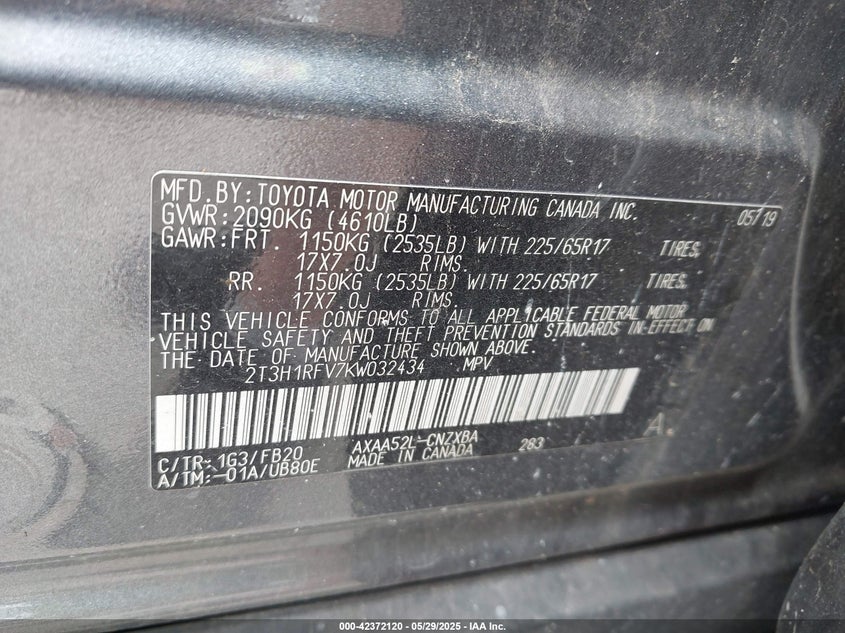 MFD.BY:TOYOTA MOTOR MANUFACTURING CANADA INC. 05/19
GVWR:2090KG (4610LB)
GAWR:FRT. 1150KG (2535LB) WITH 225/65R17 TIRES,
17X7.0J RIMS.
RR. 1150KG (2535LB) WITH 225/65R17 TIRES,
17X7.0J RIMS.
THIS VEHICLE CONFORMS TO ALL APPLICABLE FEDERAL MOTOR
VEHICLE SAFETY AND THEFT PREVENTION STANDARDS IN EFFECT ON
THE DATE OF MANUFACTURE SHOWN ABOVE.
2T3H1RFV7KW032434 MPV
C/TR: 1G3/FB20 AXAA52L-CNZXBA 283 A.
A/TM:-01A/UB80E MADE IN CANADA
000-42372120 | 05/29/2025 - IAA Inc.